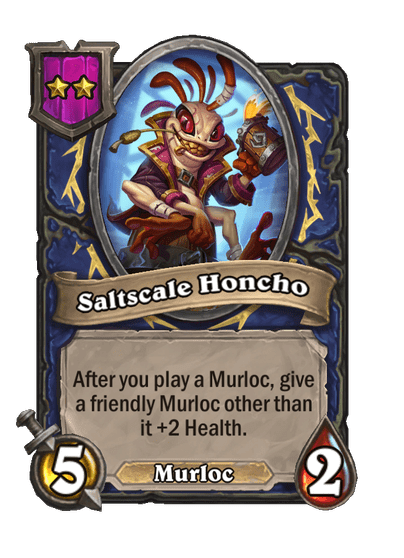 Saltscale Honcho
After you play a Murloc, give
a friendly Murloc other than
it +2 Health.
5
Murloc
2